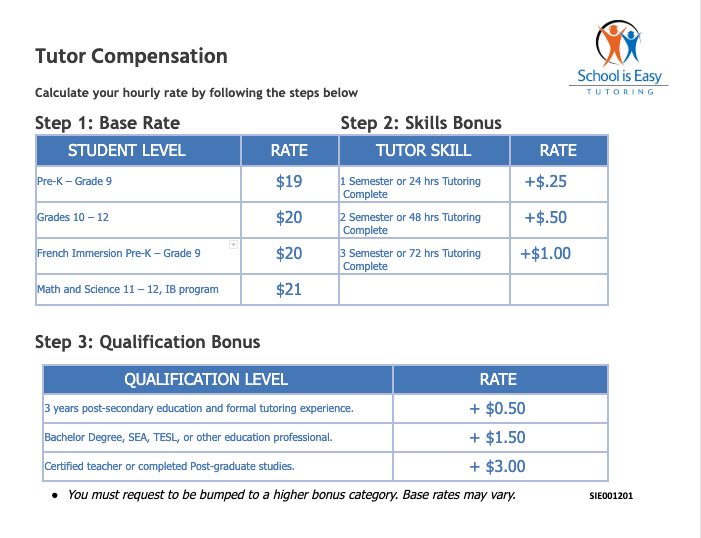 School is Easy
TUTORING
Tutor Compensation
Calculate your hourly rate by following the steps below
Step 1: Base Rate
STUDENT LEVEL RATE
Pre-K – Grade 9 $19
Grades 10 – 12 $20
French Immersion Pre-K – Grade 9 $20
Math and Science 11 – 12, IB program $21
Step 2: Skills Bonus
TUTOR SKILL RATE
1 Semester or 24 hrs Tutoring +$.25
Complete
2 Semester or 48 hrs Tutoring +$.50
Complete
3 Semester or 72 hrs Tutoring +$1.00
Complete
Step 3: Qualification Bonus
QUALIFICATION LEVEL RATE
3 years post-secondary education and formal tutoring experience. + $0.50
Bachelor Degree, SEA, TESL, or other education professional. + $1.50
Certified teacher or completed Post-graduate studies. + $3.00
• You must request to be bumped to a higher bonus category. Base rates may vary. SIE001201